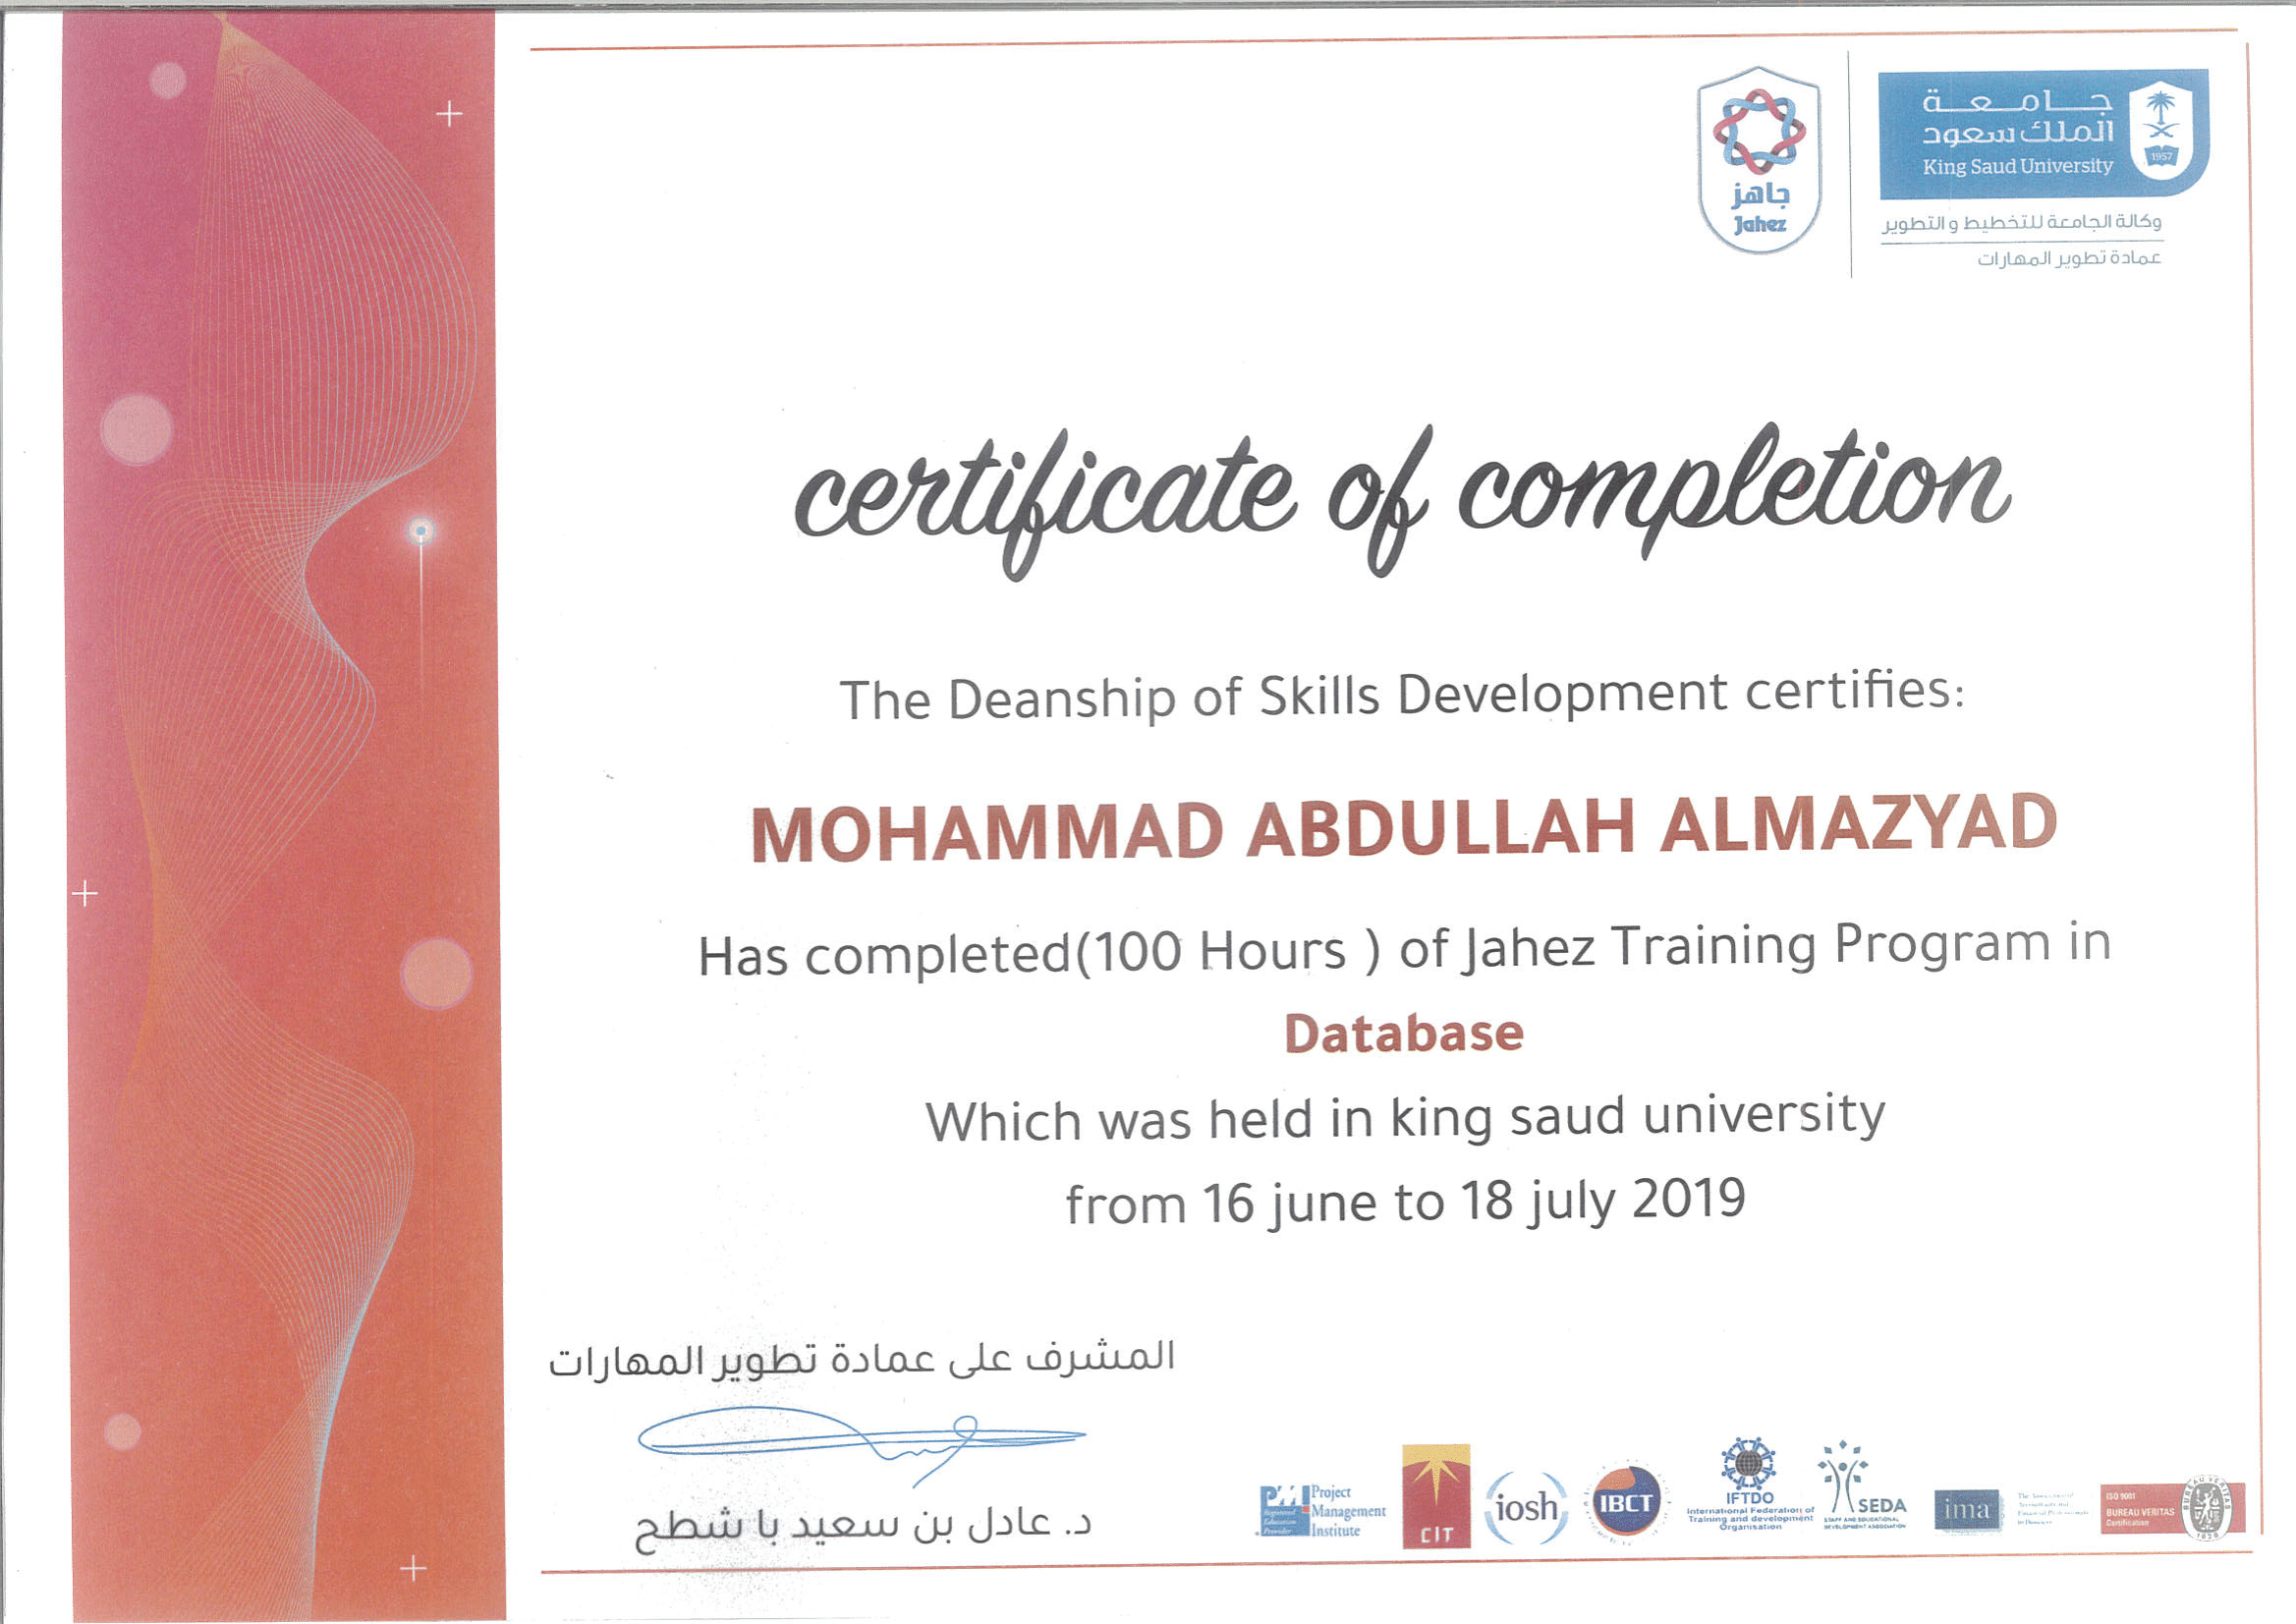 جاهز
Jahez
جامعة
الملك سعود
King Saud University
1957
وكالة الجامعة للتخطيط و التطوير
عمادة تطوير المهارات
certificate of completion
The Deanship of Skills Development certifies:
MOHAMMAD ABDULLAH ALMAZYAD
Has completed(100 Hours ) of Jahez Training Program in
Database
Which was held in king saud university
from 16 june to 18 july 2019
المشرف على عمادة تطوير المهارات
د. عادل بن سعيد با شطح
PMI Project
Management
Institute
Registered
Education
Provider
CIT
iosh
IBCT
IFTDO
International Federation of
Training and development
Organisation
SEDA
STAFF AND EDUCATIONAL
DEVELOPMENT ASSOCIATION
ima
ISO 9001
BUREAU VERITAS
Certification
BUREAU VERITAS
1828